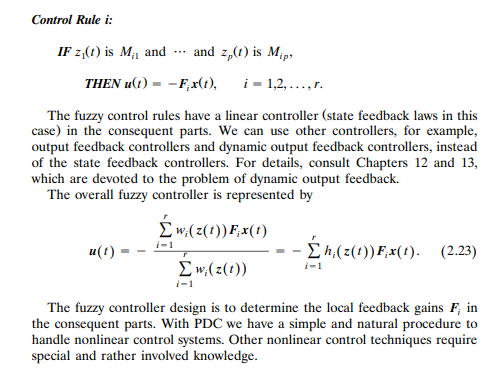 Control Rule i:
IF z₁(t) is Mᵢ₁ and ⋯ and zₚ(t) is Mᵢₚ,
THEN u(t) = −Fᵢx(t), i = 1,2,...,r.
The fuzzy control rules have a linear controller (state feedback laws in this
case) in the consequent parts. We can use other controllers, for example,
output feedback controllers and dynamic output feedback controllers, instead
of the state feedback controllers. For details, consult Chapters 12 and 13,
which are devoted to the problem of dynamic output feedback.
The overall fuzzy controller is represented by
u(t) = − (∑_{i=1}^{r} wᵢ(z(t))Fᵢx(t)) / (∑_{i=1}^{r} wᵢ(z(t))) = − ∑_{i=1}^{r} hᵢ(z(t))Fᵢx(t). (2.23)
The fuzzy controller design is to determine the local feedback gains Fᵢ in
the consequent parts. With PDC we have a simple and natural procedure to
handle nonlinear control systems. Other nonlinear control techniques require
special and rather involved knowledge.